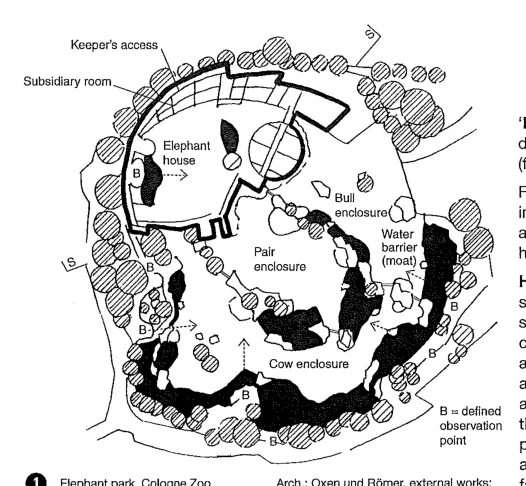 Keeper's access
Subsidiary room
Elephant
house
B
S
Bull
enclosure
Water
barrier
(moat)
Pair
enclosure
S
B
B
B
B
B
B
Cow enclosure
B = defined
observation
point
1 Elephant park, Cologne Zoo
Arch.: Oxen und Römer, external works: